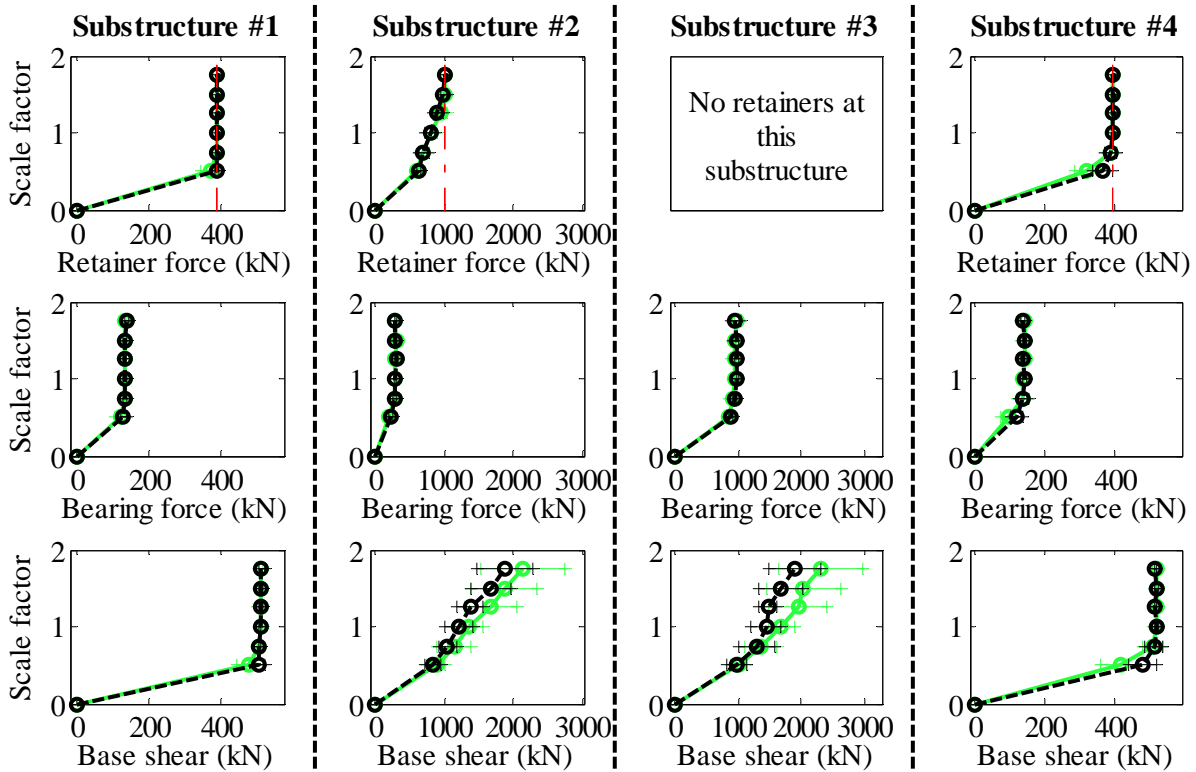 Substructure #1 Substructure #2 Substructure #3 Substructure #4
Scale factor
2
1
0
0 200 400
Retainer force (kN)
2
1
0
0 1000 2000 3000
Retainer force (kN)
No retainers at
this
substructure
2
1
0
0 200 400
Retainer force (kN)
Scale factor
2
1
0
0 200 400
Bearing force (kN)
2
1
0
0 1000 2000 3000
Bearing force (kN)
2
1
0
0 1000 2000 3000
Bearing force (kN)
2
1
0
0 200 400
Bearing force (kN)
Scale factor
2
1
0
0 200 400
Base shear (kN)
2
1
0
0 1000 2000 3000
Base shear (kN)
2
1
0
0 1000 2000 3000
Base shear (kN)
2
1
0
0 200 400
Base shear (kN)